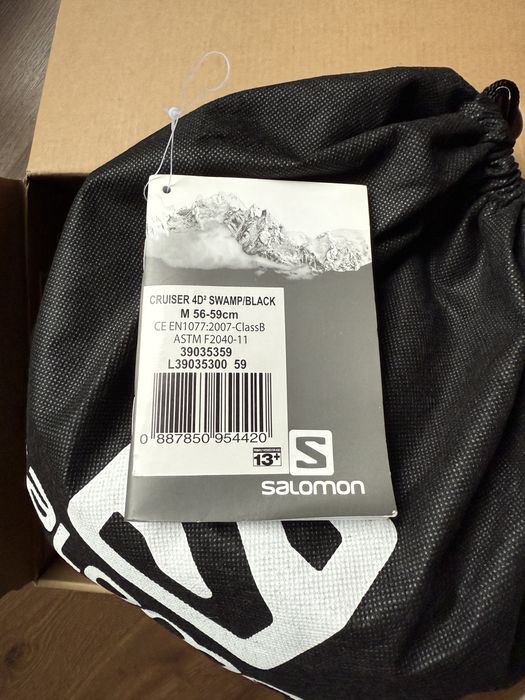 CRUISER 4D² SWAMP/BLACK
M 56-59cm
CE EN1077:2007-ClassB
ASTM F2040-11
39035359
L39035300 59
0 887850 954420
13+
S
salomon